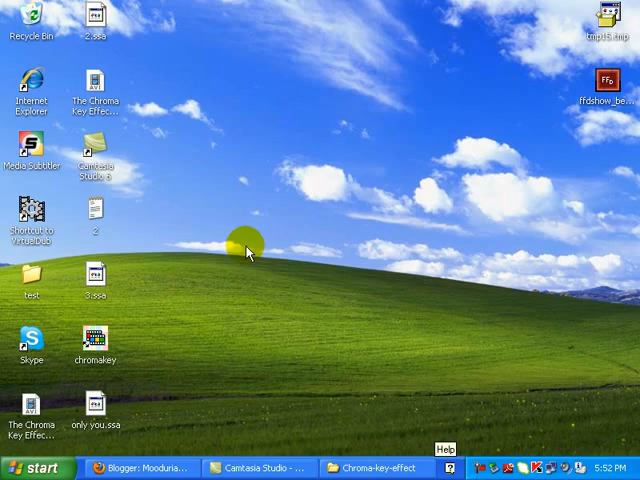 Recycle Bin
2.ssa
tmp15.tmp
Internet
Explorer
The Chroma
Key Effec...
FFD
ffdshow_be...
Media Subtitler
Camtasia
Studio 6
Shortcut to
VirtualDub
2
test
3.ssa
Skype
chromakey
AVI
The Chroma
Key Effec...
only you.ssa
Help
start
Blogger: Mooduria...
Camtasia Studio - ...
Chroma-key-effect
5:52 PM